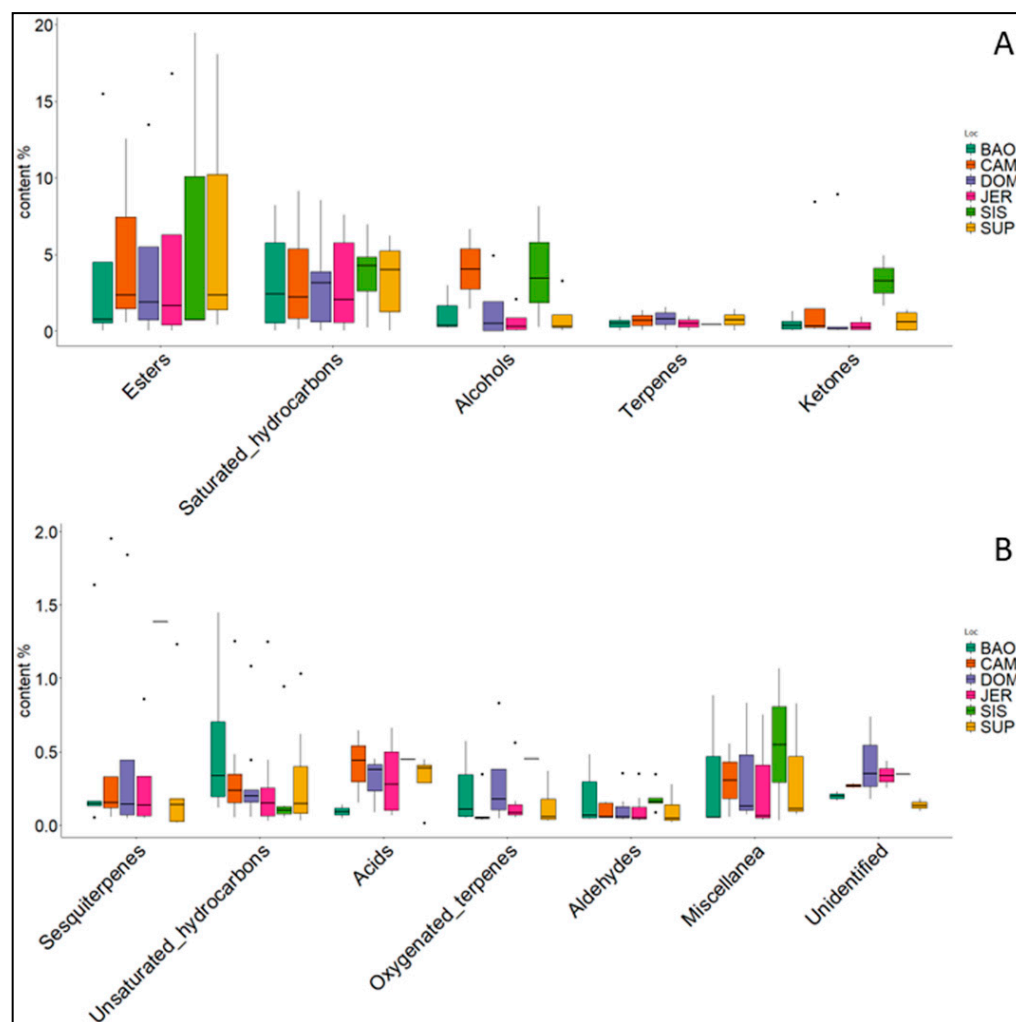 A
20
15
10
5
0
content %
Loc
BAO
CAM
DOM
JER
SIS
SUP
Esters
Saturated_hydrocarbons
Alcohols
Terpenes
Ketones
B
2.0
1.5
1.0
0.5
0.0
content %
Loc
BAO
CAM
DOM
JER
SIS
SUP
Sesquiterpenes
Unsaturated_hydrocarbons
Acids
Oxygenated_terpenes
Aldehydes
Miscellanea
Unidentified